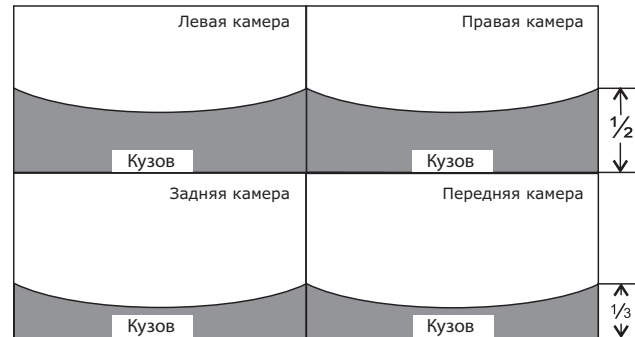 Левая камера
Правая камера
1/2
Кузов
Кузов
Задняя камера
Передняя камера
1/3
Кузов
Кузов